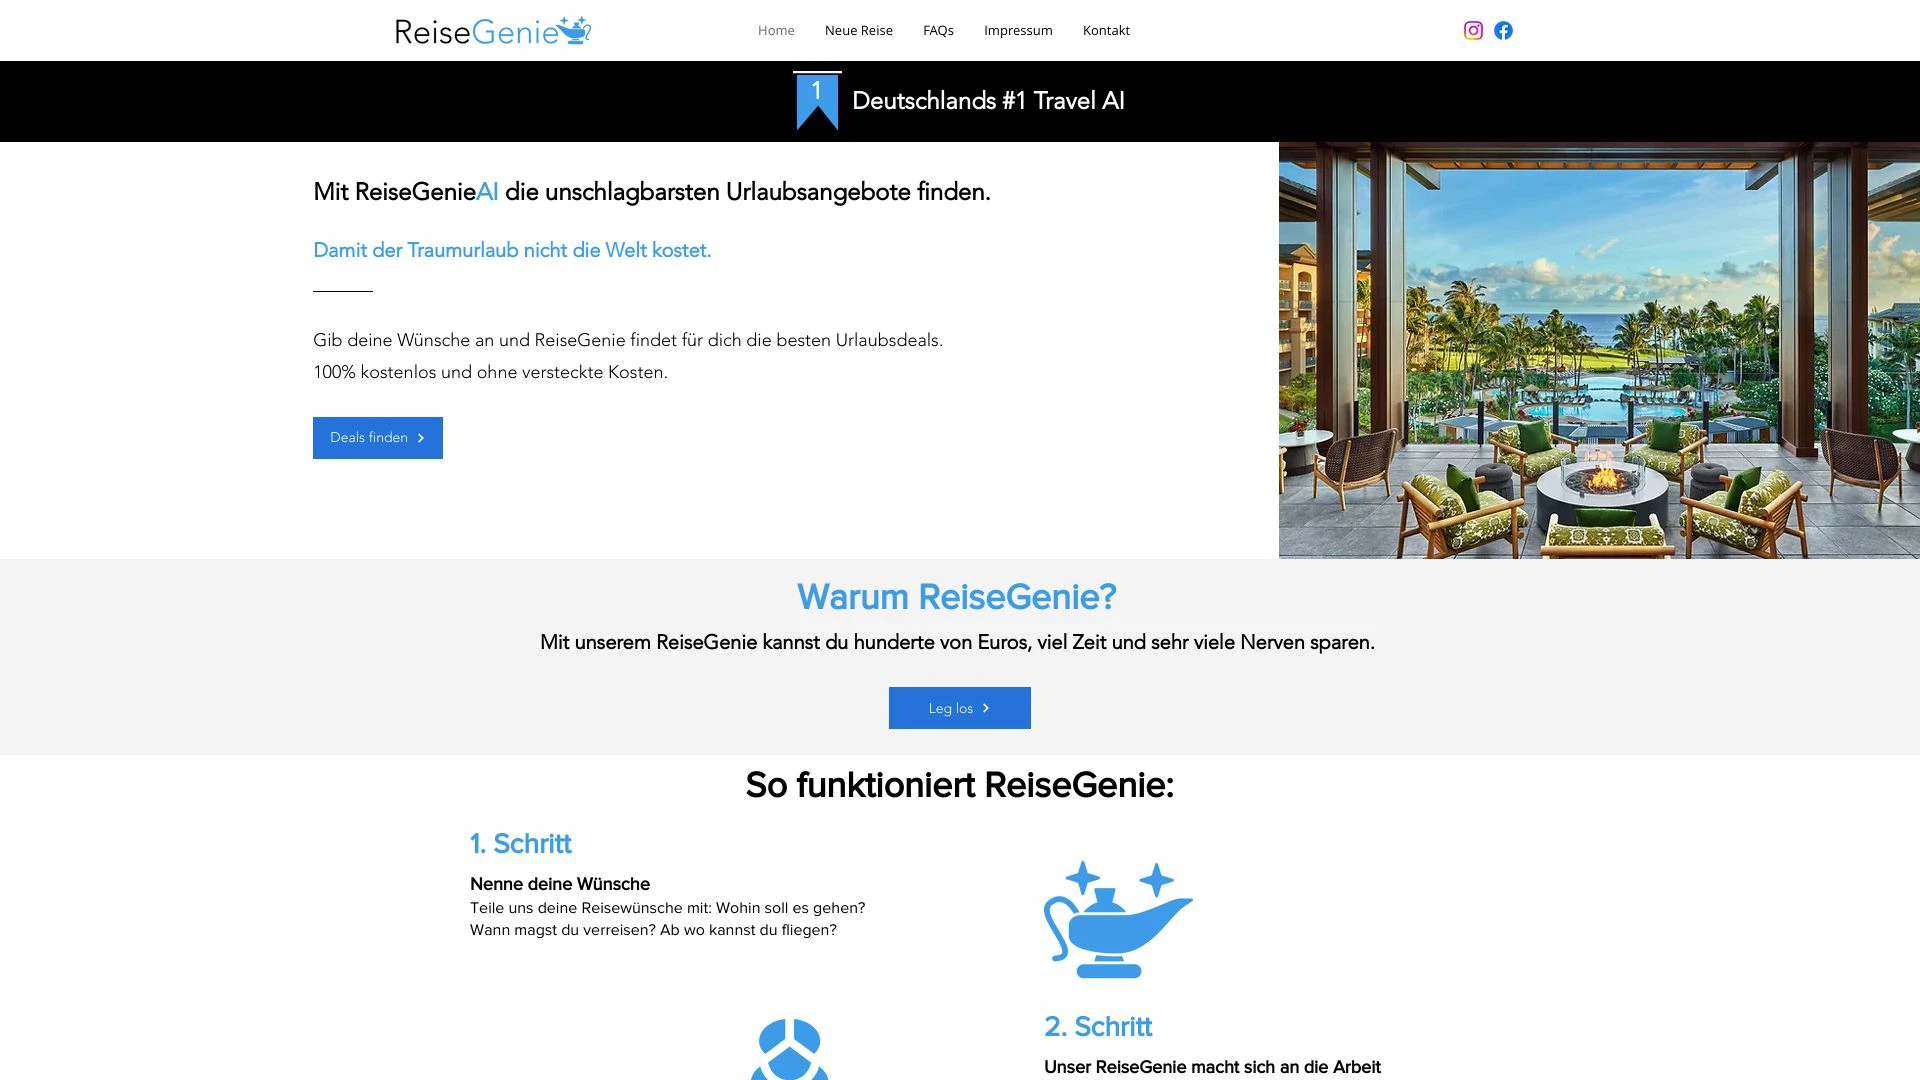 ReiseGenie
Home
Neue Reise
FAQs
Impressum
Kontakt
1
Deutschlands #1 Travel AI
Mit ReiseGenieAI die unschlagbarsten Urlaubsangebote finden.
Damit der Traumurlaub nicht die Welt kostet.
Gib deine Wünsche an und ReiseGenie findet für dich die besten Urlaubsdeals.
100% kostenlos und ohne versteckte Kosten.
Deals finden
Warum ReiseGenie?
Mit unserem ReiseGenie kannst du hunderte von Euros, viel Zeit und sehr viele Nerven sparen.
Leg los
So funktioniert ReiseGenie:
1. Schritt
Nenne deine Wünsche
Teile uns deine Reisewünsche mit: Wohin soll es gehen?
Wann magst du verreisen? Ab wo kannst du fliegen?
2. Schritt
Unser ReiseGenie macht sich an die Arbeit